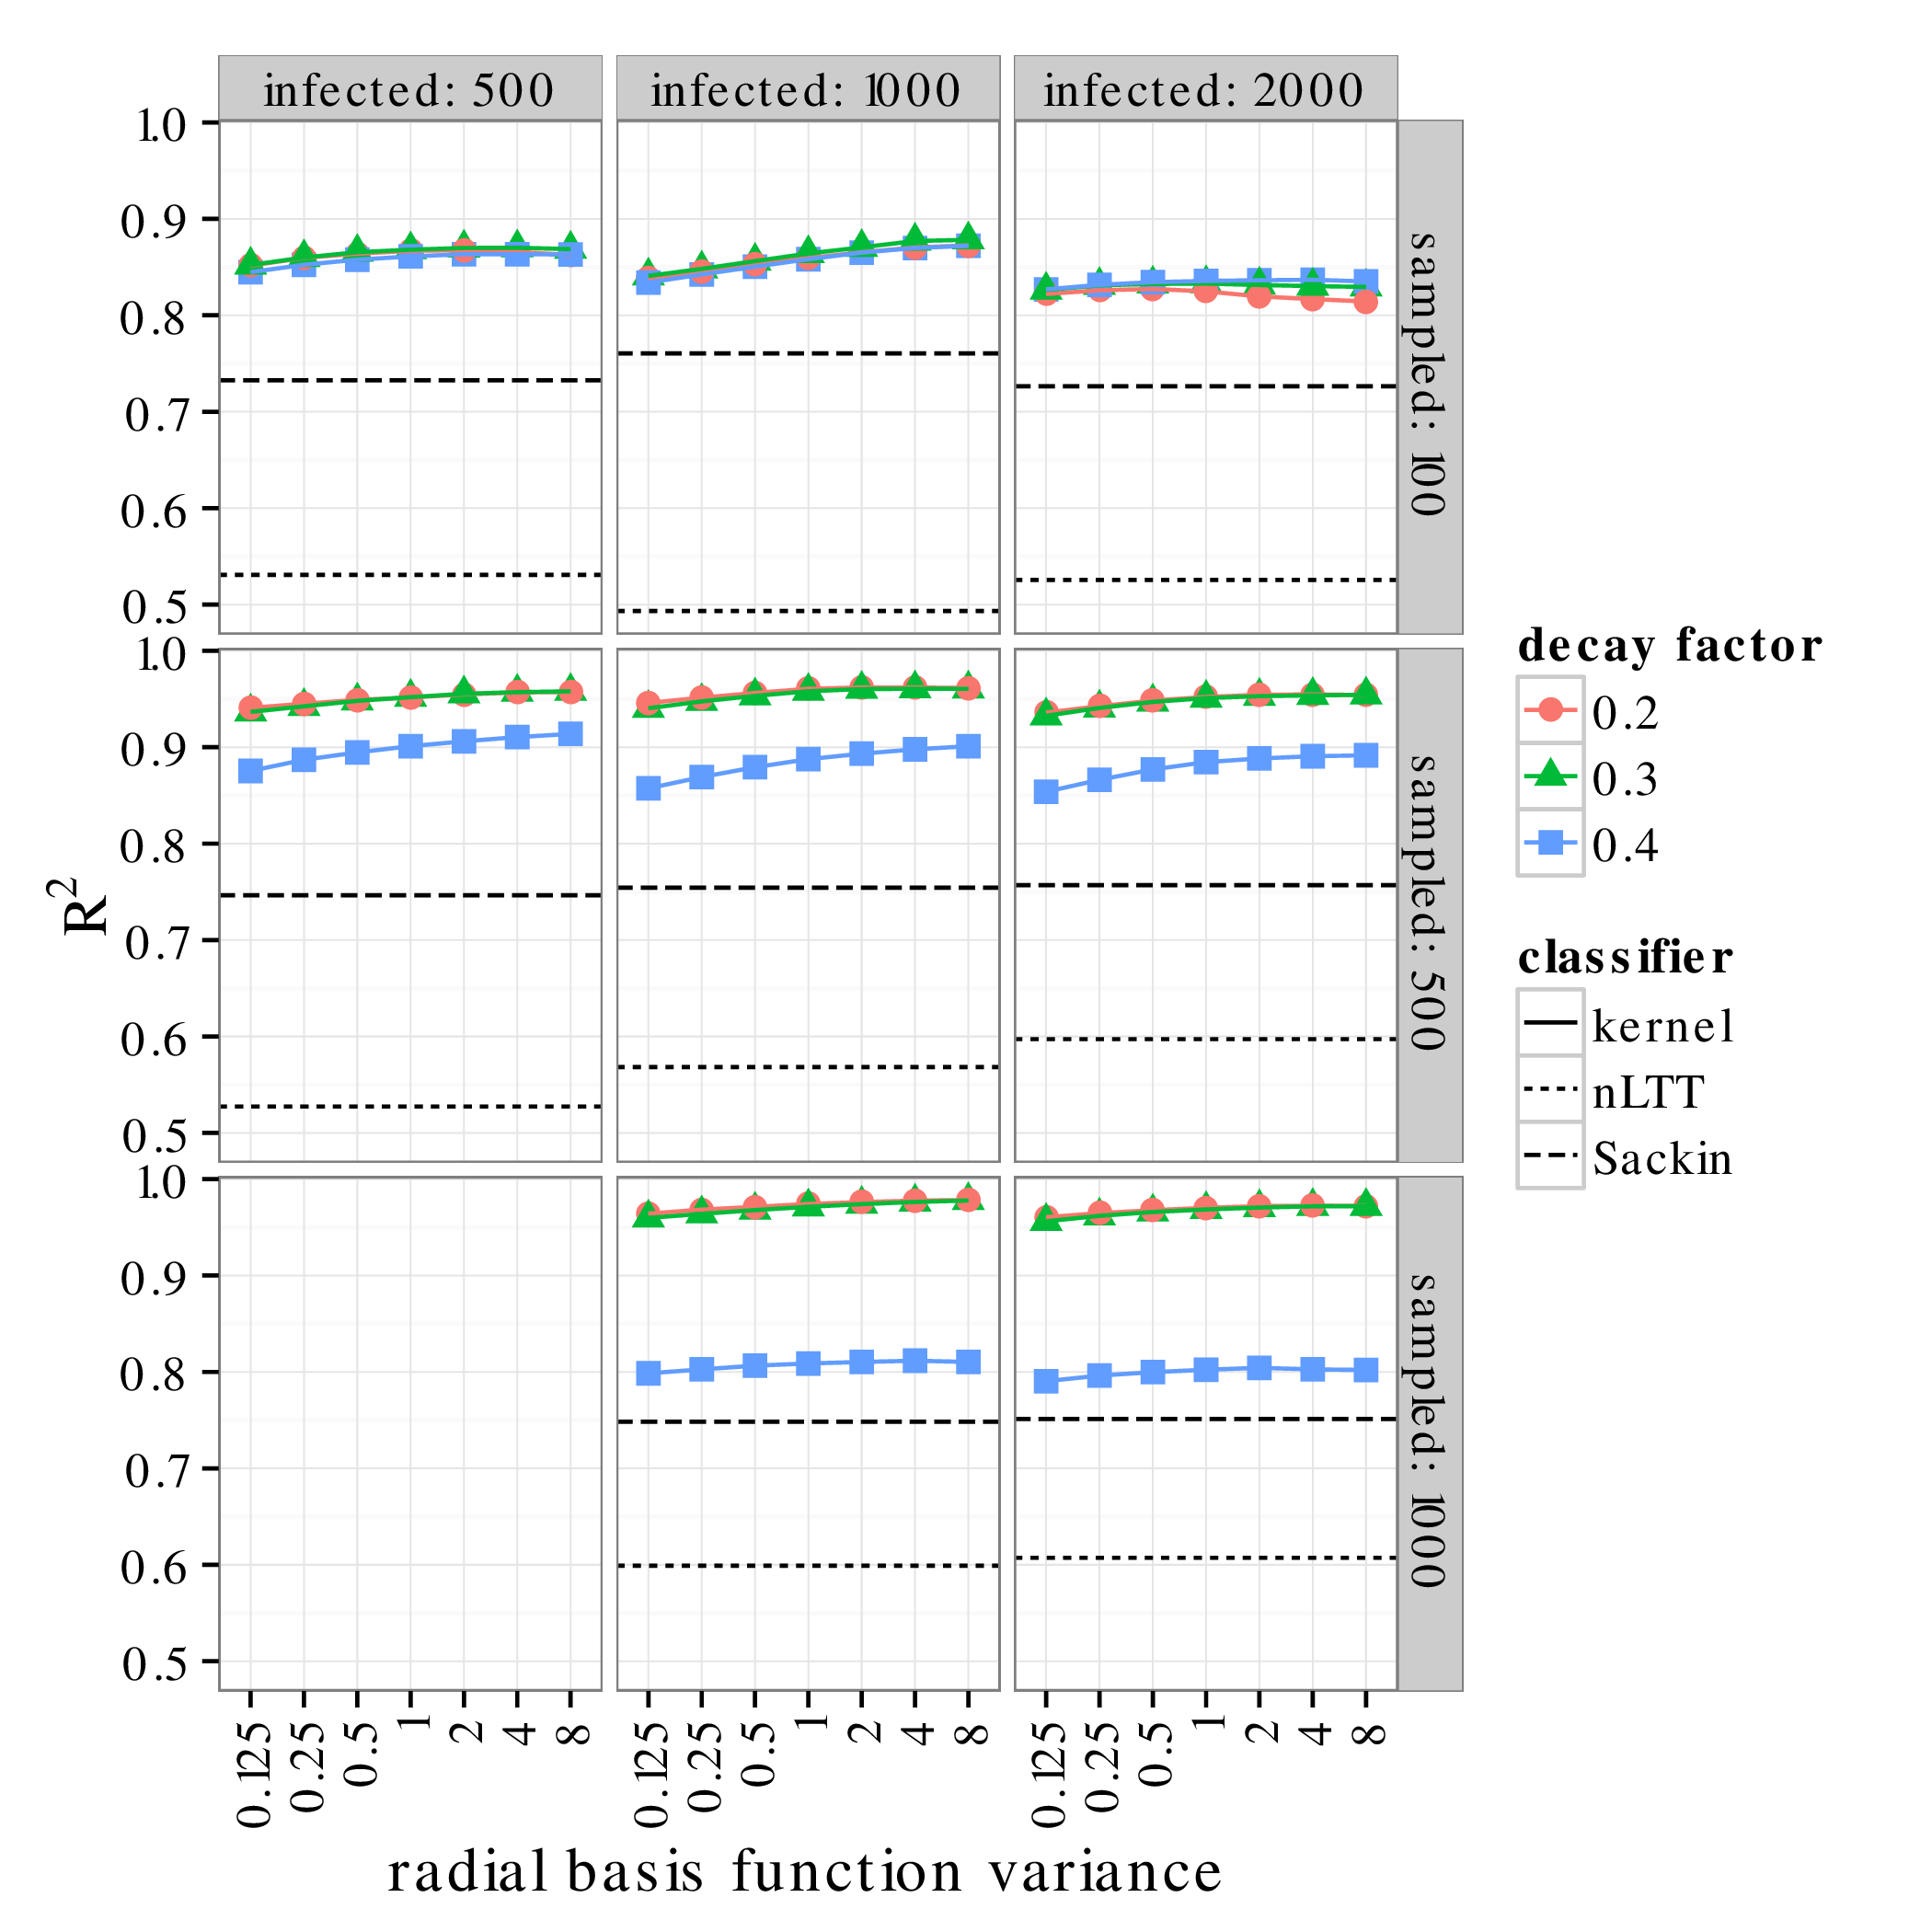 infected: 500 infected: 1000 infected: 2000
1.0
0.9
0.8
0.7
0.6
0.5
sampled: 100
1.0
0.9
0.8
0.7
0.6
0.5
sampled: 500
1.0
0.9
0.8
0.7
0.6
0.5
sampled: 1000
R²
0.125 0.25 0.5 1 2 4 8 0.125 0.25 0.5 1 2 4 8 0.125 0.25 0.5 1 2 4 8
radial basis function variance
decay factor
0.2
0.3
0.4
classifier
kernel
nLTT
Sackin